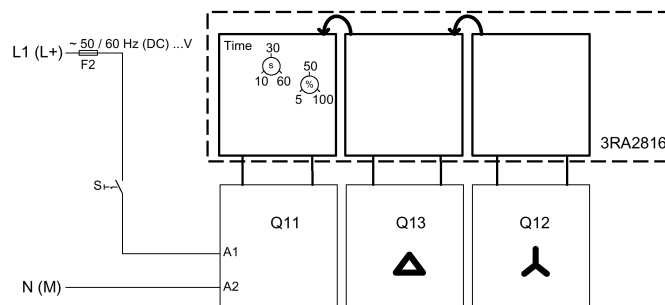 ~ 50 / 60 Hz (DC) ...V
L1 (L+)
F2
Time
30
s
10 60
50
%
5 100
3RA2816
S
Q11
Q13
Q12
A1
A2
N (M)